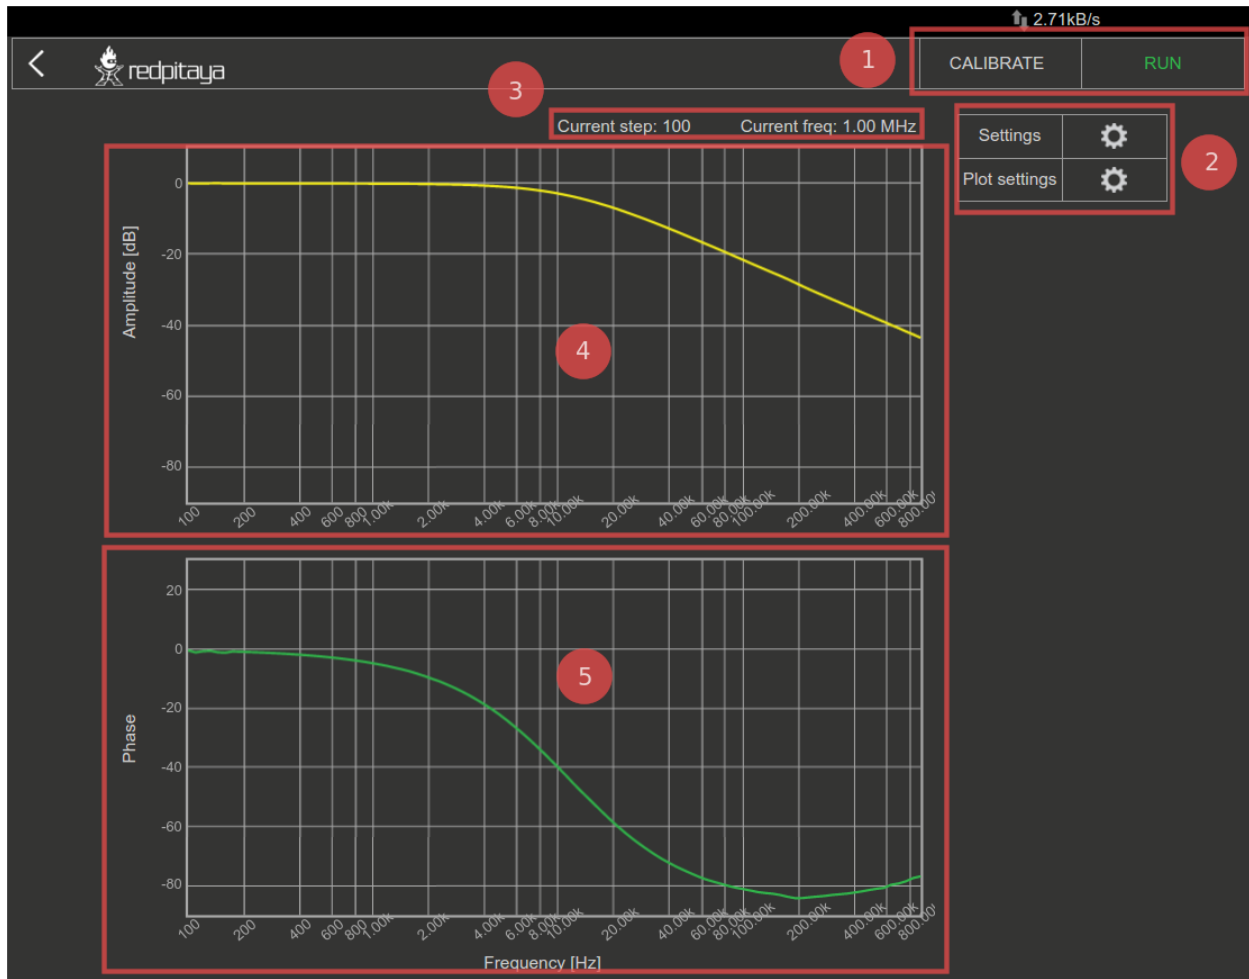 2.71kB/s
redpitaya
1
CALIBRATE
RUN
3
Current step: 100 Current freq: 1.00 MHz
Settings
Plot settings
2
Amplitude [dB]
0
-20
-40
-60
-80
4
100 200 400 600 800 1.00k 2.00k 4.00k 6.00k 8.00k 10.00k 20.00k 40.00k 60.00k 80.00k 100.00k 200.00k 400.00k 600.00k
Phase
20
0
-20
-40
-60
-80
5
100 200 400 600 800 1.00k 2.00k 4.00k 6.00k 8.00k 10.00k 20.00k 40.00k 60.00k 80.00k 100.00k 200.00k 400.00k 600.00k
Frequency [Hz]